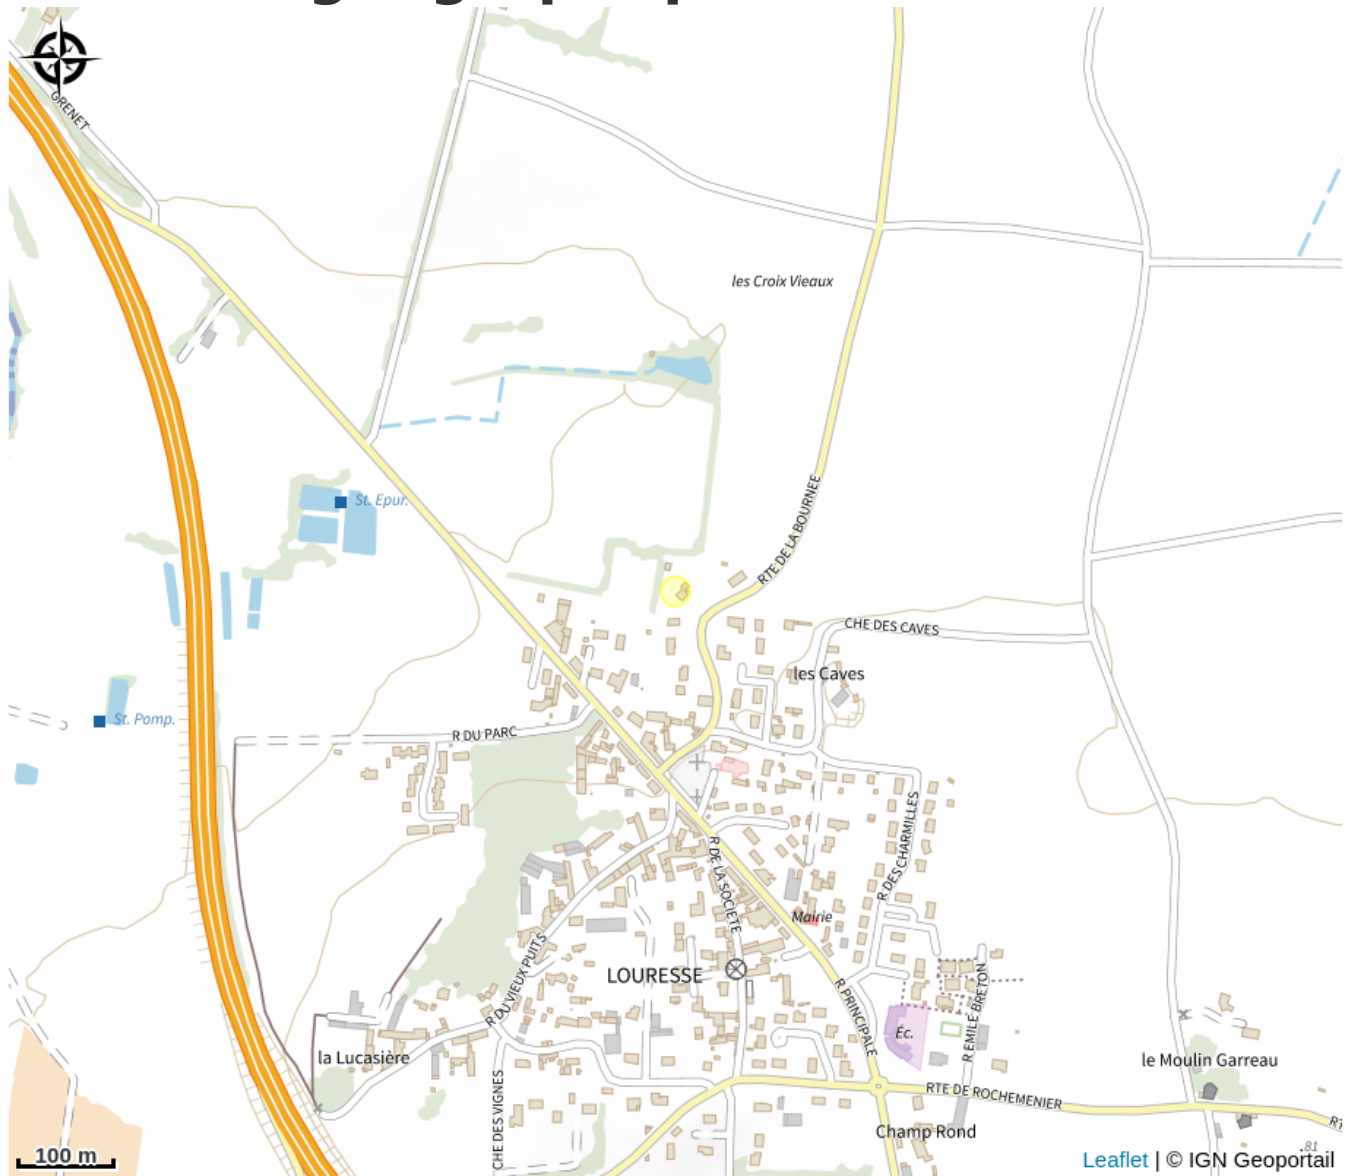 GRENET
les Croix Vieaux
St. Epur.
RTE DE LA BOURNEE
CHE DES CAVES
les Caves
St. Pomp.
R DU PARC
R DE LA SOCIETE
R DES CHARMILLES
Mairie
R DU VIEUX PUITS
LOURESSE
R PRINCIPALE
R EMILE BRETON
Éc.
la Lucasière
le Moulin Garreau
CHE DES VIGNES
RTE DE ROCHEMENIER
Champ Rond
81
100 m
Leaflet | © IGN Geoportail